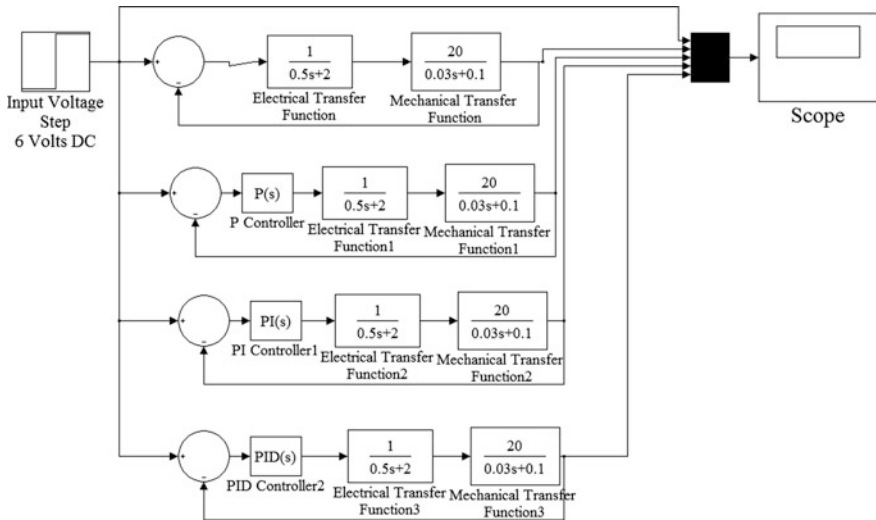 Input Voltage
Step
6 Volts DC
+
−
1
0.5s+2
Electrical Transfer
Function
20
0.03s+0.1
Mechanical Transfer
Function
Scope
+
−
P(s)
P Controller
1
0.5s+2
Electrical Transfer
Function1
20
0.03s+0.1
Mechanical Transfer
Function1
+
−
PI(s)
PI Controller1
1
0.5s+2
Electrical Transfer
Function2
20
0.03s+0.1
Mechanical Transfer
Function2
+
−
PID(s)
PID Controller2
1
0.5s+2
Electrical Transfer
Function3
20
0.03s+0.1
Mechanical Transfer
Function3